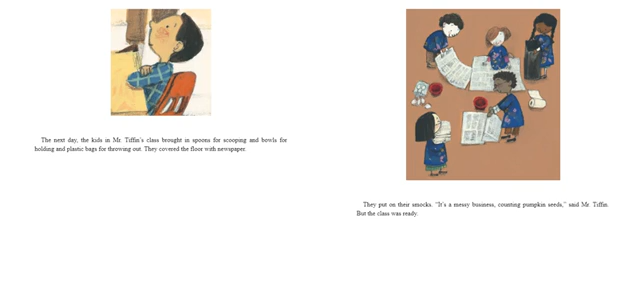 The next day, the kids in Mr. Tiffin's class brought in spoons for scooping and bowls for
holding and plastic bags for throwing out. They covered the floor with newspaper.
They put on their smocks. “It's a messy business, counting pumpkin seeds,” said Mr. Tiffin.
But the class was ready.